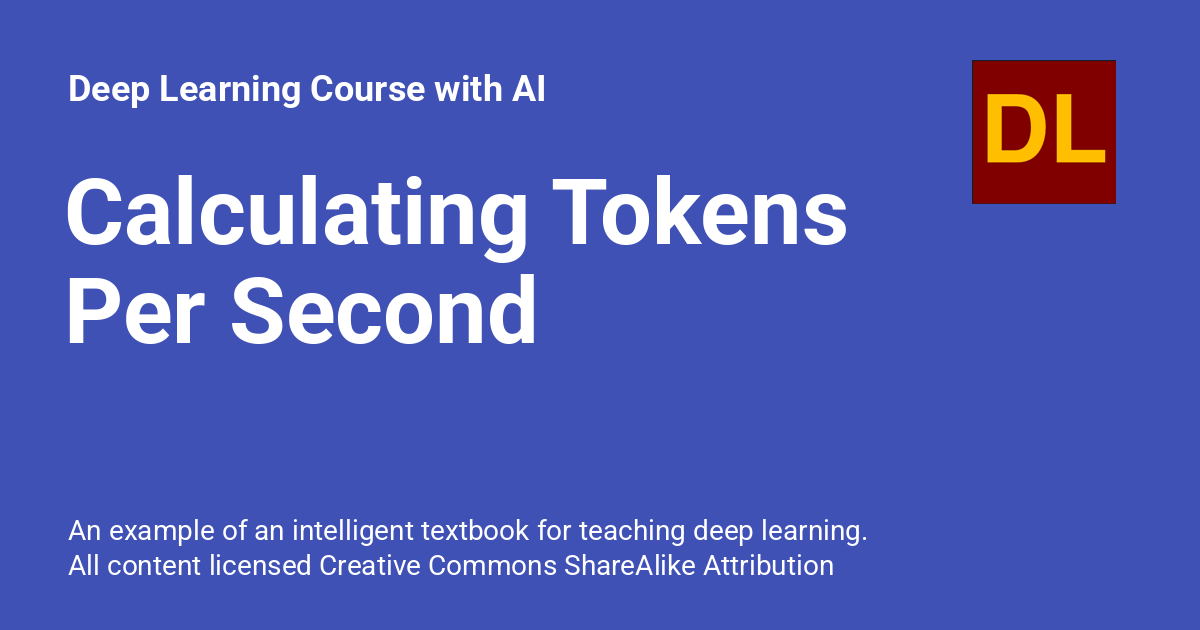 Deep Learning Course with AI
DL
Calculating Tokens
Per Second
An example of an intelligent textbook for teaching deep learning.
All content licensed Creative Commons ShareAlike Attribution